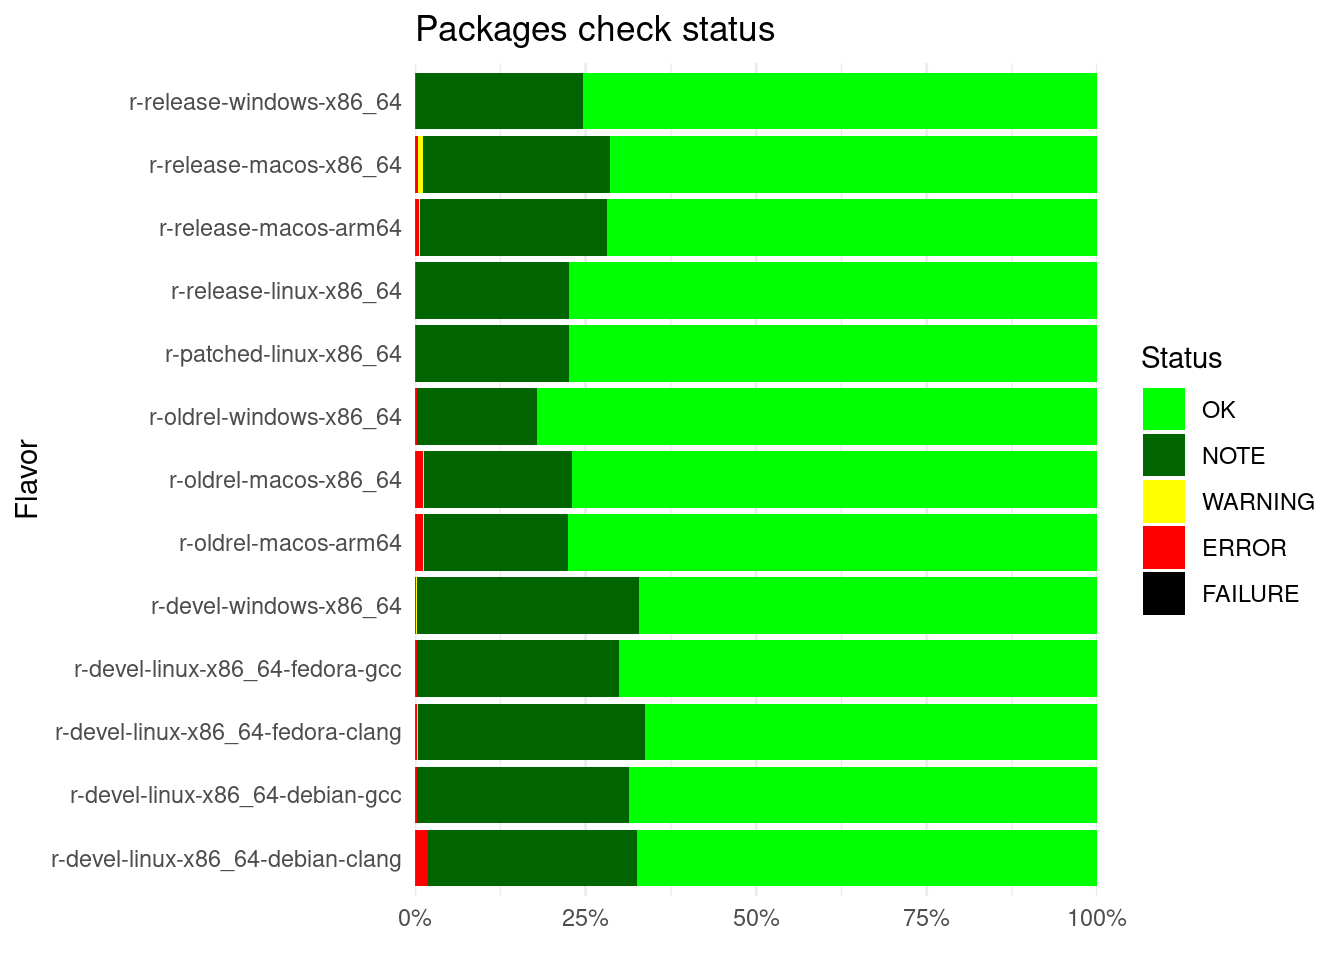 Packages check status
Flavor
r-release-windows-x86_64
r-release-macos-x86_64
r-release-macos-arm64
r-release-linux-x86_64
r-patched-linux-x86_64
r-oldrel-windows-x86_64
r-oldrel-macos-x86_64
r-oldrel-macos-arm64
r-devel-windows-x86_64
r-devel-linux-x86_64-fedora-gcc
r-devel-linux-x86_64-fedora-clang
r-devel-linux-x86_64-debian-gcc
r-devel-linux-x86_64-debian-clang
0% 25% 50% 75% 100%
Status
OK
NOTE
WARNING
ERROR
FAILURE